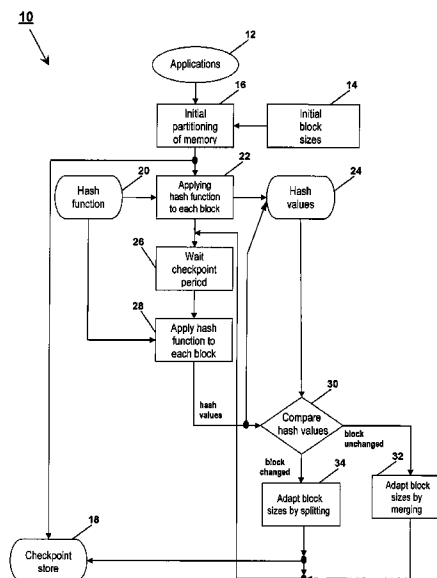 10
12
Applications
16
14
Initial
partitioning
of memory
Initial
block
sizes
20
22
24
Hash
function
Applying
hash function
to each block
Hash
values
26
Wait
checkpoint
period
28
Apply hash
function to
each block
hash
values
30
Compare
hash values
block
unchanged
block
changed
34
32
Adapt block
sizes by splitting
Adapt block
sizes by
merging
18
Checkpoint
store